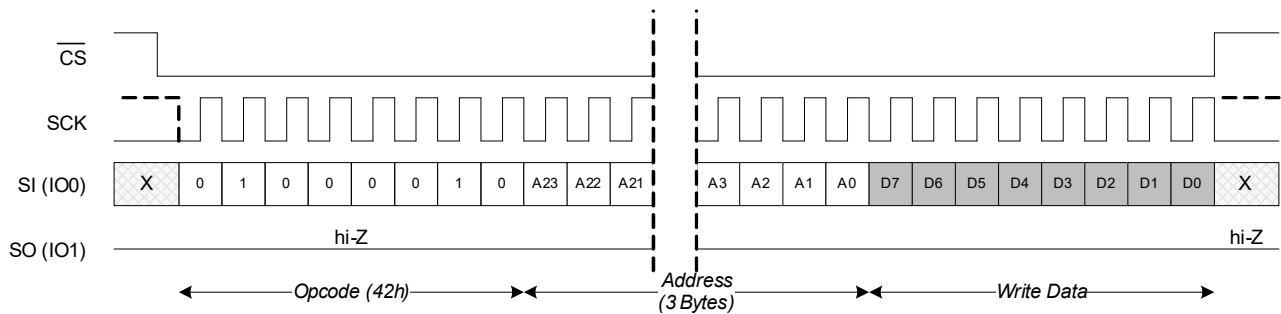 CS
SCK
SI (IO0) X 0 1 0 0 0 0 1 0 A23 A22 A21 A3 A2 A1 A0 D7 D6 D5 D4 D3 D2 D1 D0 X
hi-Z hi-Z
SO (IO1)
Opcode (42h) Address Write Data
(3 Bytes)